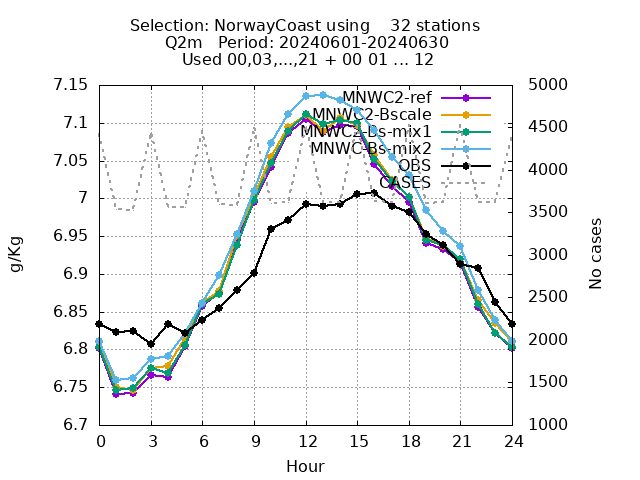 Selection: NorwayCoast using    32 stations
Q2m   Period: 20240601-20240630
Used 00,03,...,21 + 00 01 ... 12
7.15
7.1
7.05
7
6.95
6.9
6.85
6.8
6.75
6.7
g/Kg
5000
4500
4000
3500
3000
2500
2000
1500
1000
No cases
MNWC2-ref
MNWC2-Bscale
MNWC2-Bs-mix1
MNWC-Bs-mix2
OBS
CASES
0 3 6 9 12 15 18 21 24
Hour